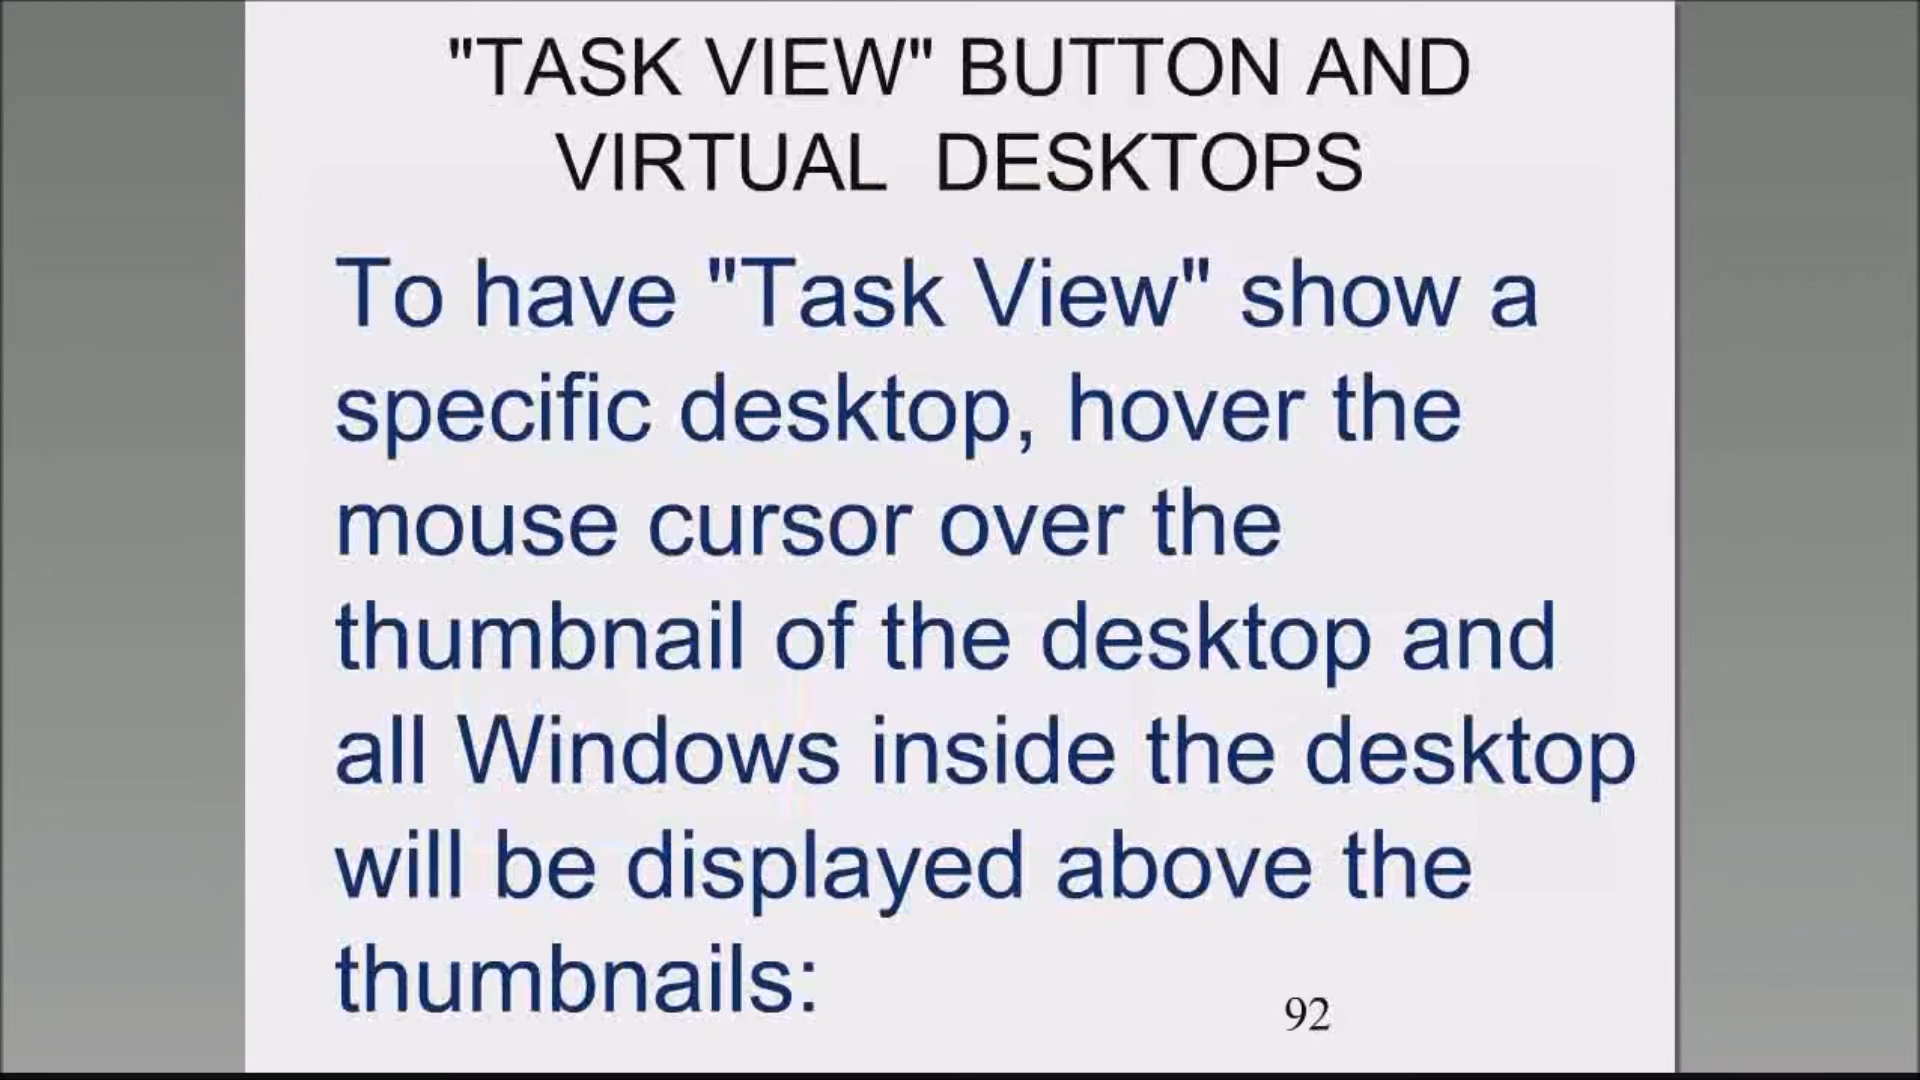 "TASK VIEW" BUTTON AND
VIRTUAL DESKTOPS
To have "Task View" show a
specific desktop, hover the
mouse cursor over the
thumbnail of the desktop and
all Windows inside the desktop
will be displayed above the
thumbnails:
92